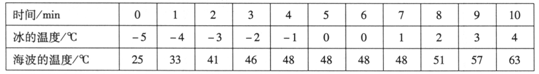 时间/min 0 1 2 3 4 5 6 7 8 9 10
冰的温度/℃ -5 -4 -3 -2 -1 0 0 1 2 3 4
海波的温度/℃ 25 33 41 46 48 48 48 48 51 57 63